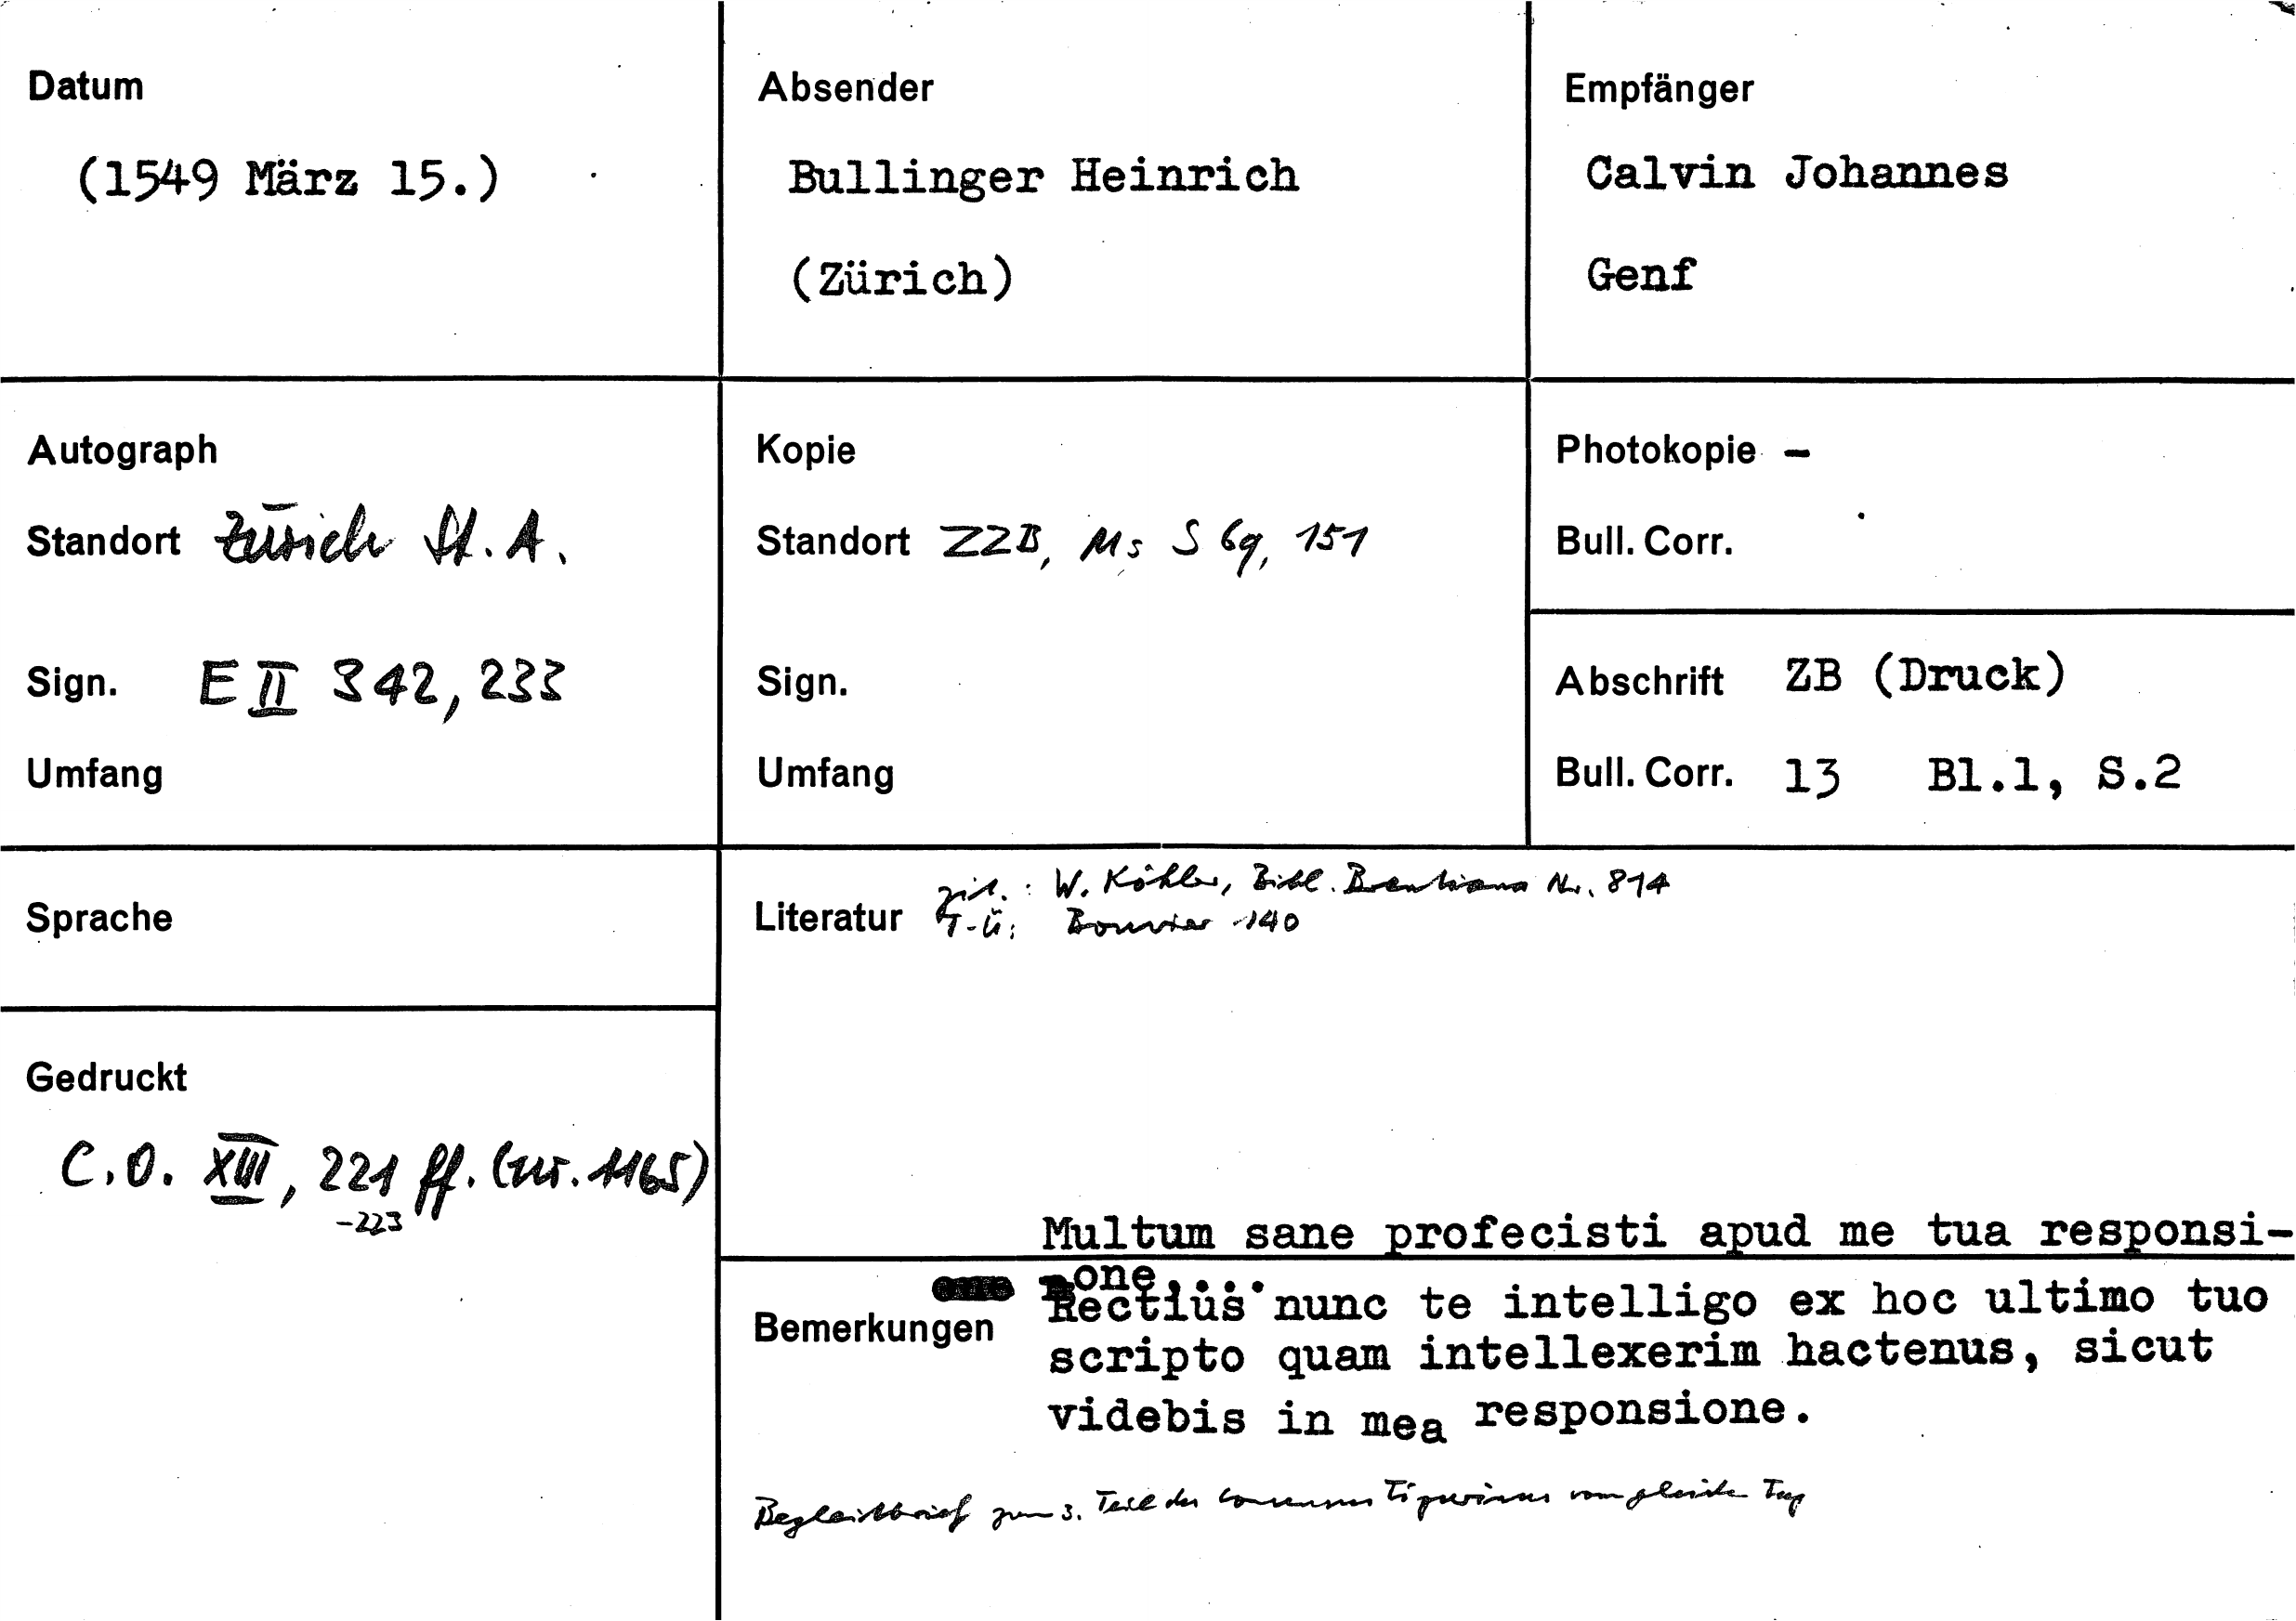 Datum
(1549 März 15.)
Absender
Bullinger Heinrich
(Zürich)
Empfänger
Calvin Johannes
Genf
Autograph
Standort Zürich St. A.
Sign. E II 342, 233
Umfang
Kopie
Standort ZZB, Ms S 69, 151
Sign.
Umfang
Photokopie -
Bull. Corr.
Abschrift ZB (Druck)
Bull. Corr. 13 Bl.1, S.2
Sprache
Literatur
zit.: W. Köhler, Bibl. Brentiana Nr. 814
T-Ü: Bouvier 140
Gedruckt
C.O. XIII, 221 ff. (nr. 1165)
-223
Multum sane profecisti apud me tua responsi-
one....
Bemerkungen
Rectius nunc te intelligo ex hoc ultimo tuo
scripto quam intellexerim hactenus, sicut
videbis in mea responsione.
Begleitbrief zum 3. Teil des Consensus Tigurinus vom gleichen Tag